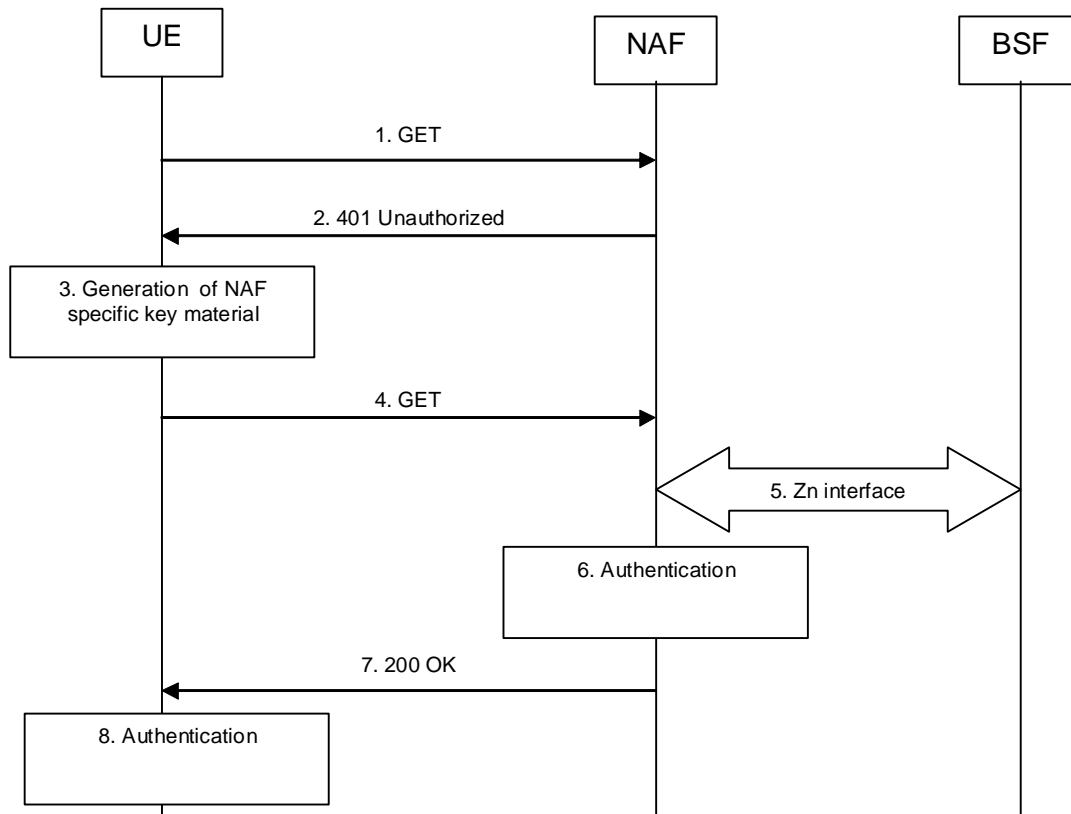 UE
NAF
BSF
1. GET
2. 401 Unauthorized
3. Generation of NAF
specific key material
4. GET
5. Zn interface
6. Authentication
7. 200 OK
8. Authentication